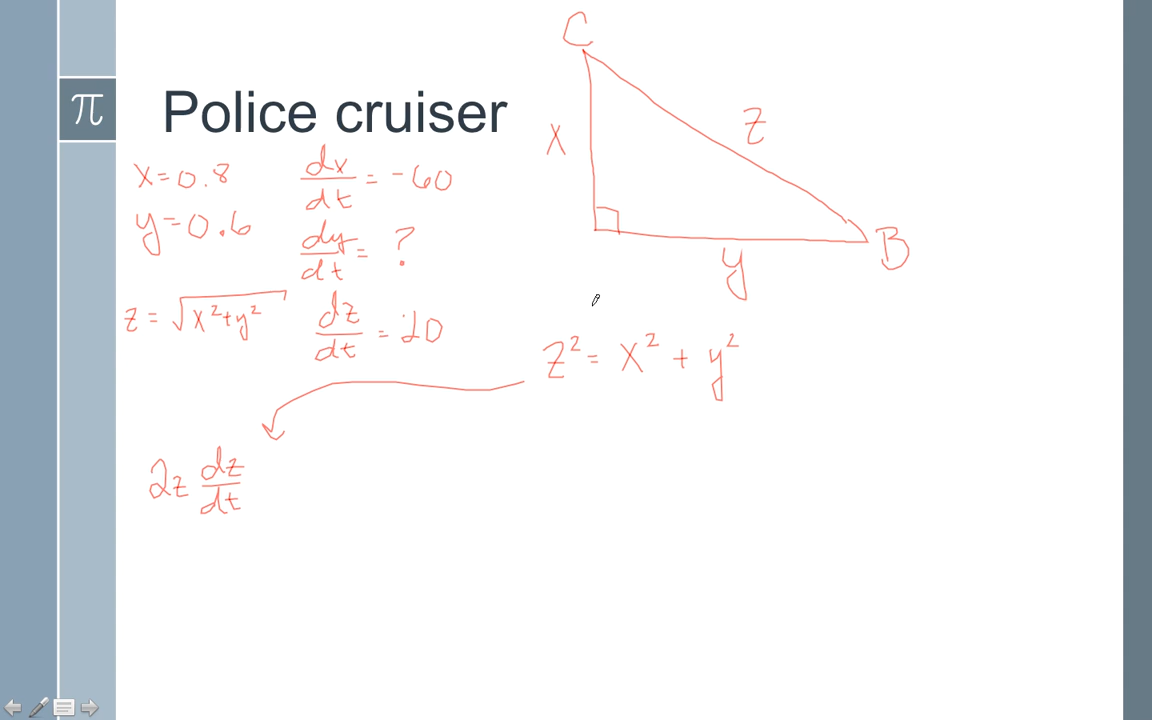 π
Police cruiser
x = 0.8
y = 0.6
z = √x²+y²
dx/dt = -60
dy/dt = ?
dz/dt = 20
C
x
z
y
B
z² = x² + y²
2z dz/dt